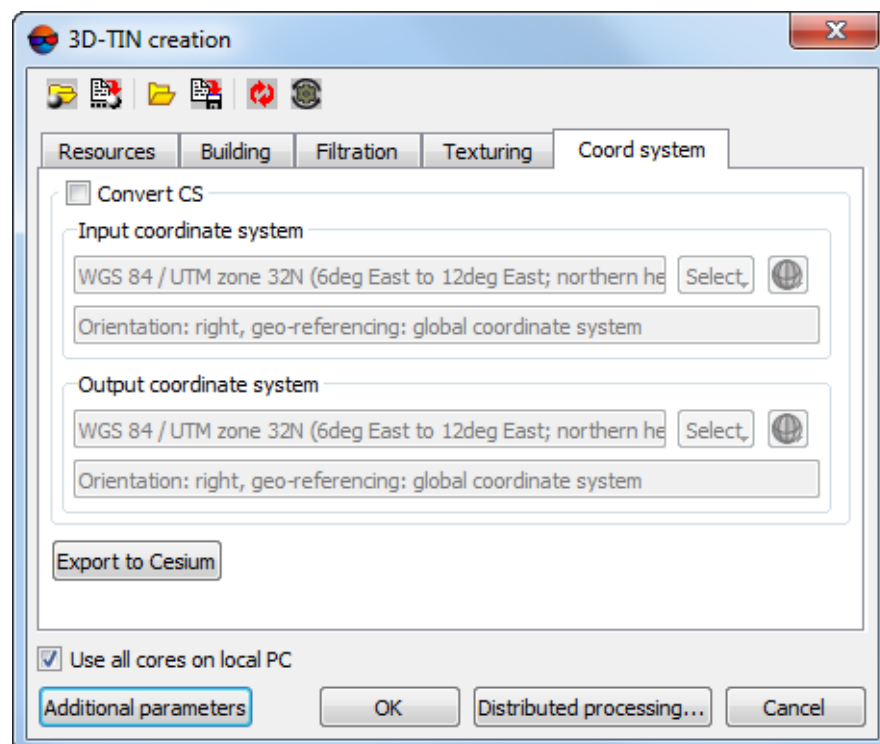 3D-TIN creation
Resources Building Filtration Texturing Coord system
Convert CS
Input coordinate system
WGS 84 / UTM zone 32N (6deg East to 12deg East; northern he Select
Orientation: right, geo-referencing: global coordinate system
Output coordinate system
WGS 84 / UTM zone 32N (6deg East to 12deg East; northern he Select
Orientation: right, geo-referencing: global coordinate system
Export to Cesium
Use all cores on local PC
Additional parameters OK Distributed processing... Cancel